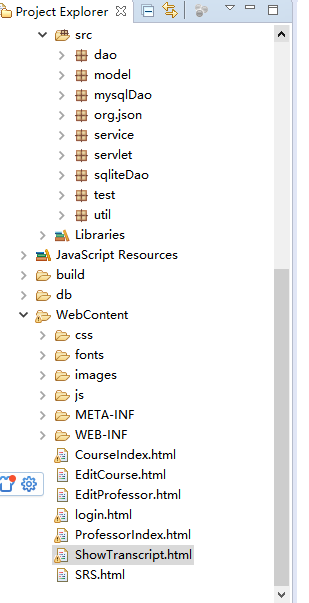 Project Explorer
src
dao
model
mysqlDao
org.json
service
servlet
sqliteDao
test
util
Libraries
JavaScript Resources
build
db
WebContent
css
fonts
images
js
META-INF
WEB-INF
CourseIndex.html
EditCourse.html
EditProfessor.html
login.html
ProfessorIndex.html
ShowTranscript.html
SRS.html